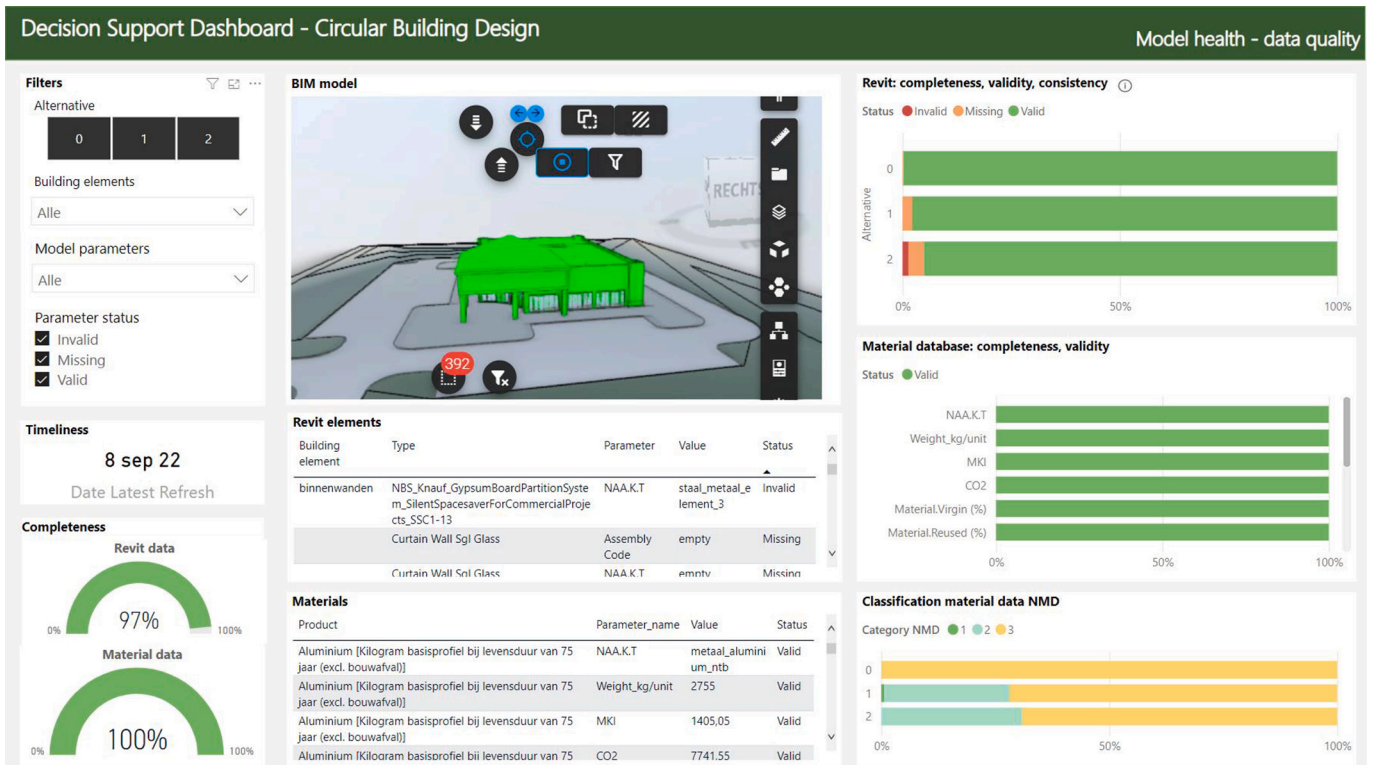 Decision Support Dashboard - Circular Building Design
Model health - data quality
Filters
Alternative
0 1 2
Building elements
Alle
Model parameters
Alle
Parameter status
Invalid
Missing
Valid
Timeliness
8 sep 22
Date Latest Refresh
Completeness
Revit data
97%
0% 100%
Material data
100%
0% 100%
BIM model
RECHTS
392
Revit elements
Building element Type Parameter Value Status
binnenwanden NBS_Knauf_GypsumBoardPartitionSyste NAA.K.T staal_metaal_e Invalid
m_SilentSpacesaverForCommercialProje lement_3
cts_SSC1-13
Curtain Wall Sgl Glass Assembly empty Missing
Code
Curtain Wall Sgl Glass NAA.K.T empty Missing
Materials
Product Parameter_name Value Status
Aluminium [Kilogram basisprofiel bij levensduur van 75 NAA.K.T metaal_alumini Valid
jaar (excl. bouwafval)] um_ntb
Aluminium [Kilogram basisprofiel bij levensduur van 75 Weight_kg/unit 2755 Valid
jaar (excl. bouwafval)]
Aluminium [Kilogram basisprofiel bij levensduur van 75 MKI 1405,05 Valid
jaar (excl. bouwafval)]
Aluminium [Kilogram basisprofiel bij levensduur van 75 CO2 7741.55 Valid
Revit: completeness, validity, consistency
Status Invalid Missing Valid
Alternative
0
1
2
0% 50% 100%
Material database: completeness, validity
Status Valid
NAA.K.T
Weight_kg/unit
MKI
CO2
Material.Virgin (%)
Material.Reused (%)
0% 50% 100%
Classification material data NMD
Category NMD 1 2 3
0
1
2
0% 50% 100%